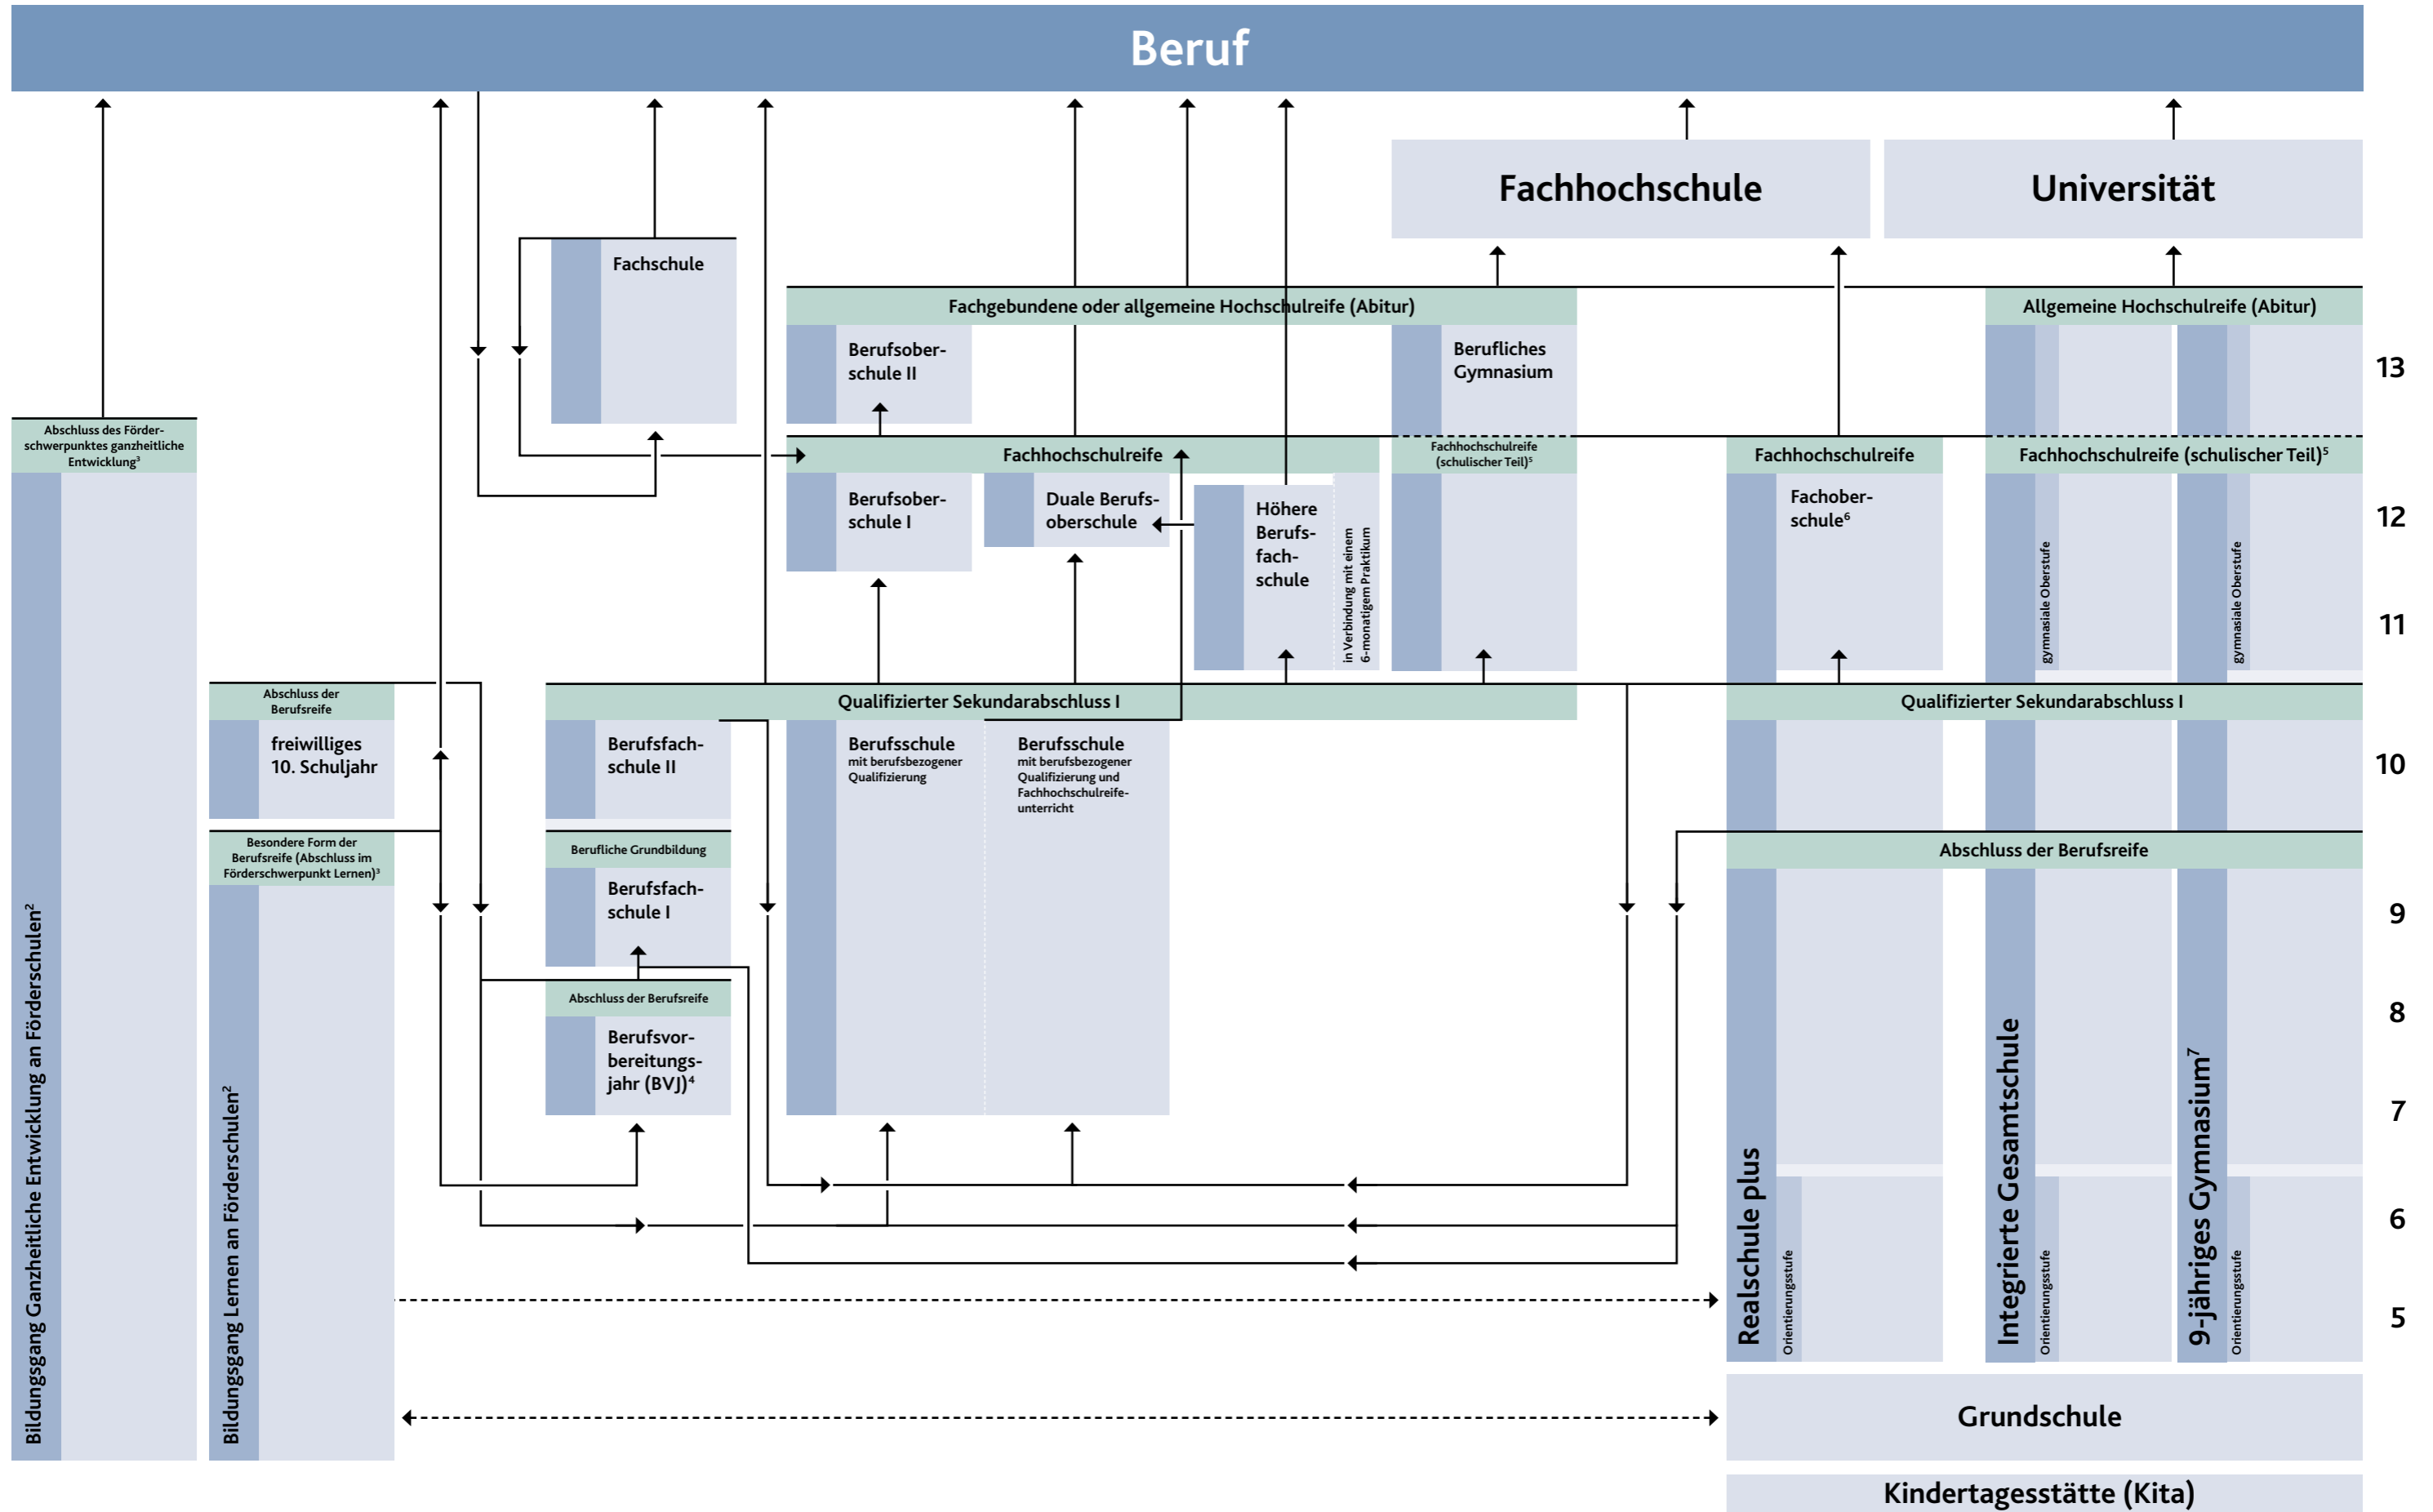 Beruf
Fachhochschule
Universität
Fachschule
Fachgebundene oder allgemeine Hochschulreife (Abitur)
Allgemeine Hochschulreife (Abitur)
Berufsober-
schule II
Berufliches
Gymnasium
13
Abschluss des Förder-
schwerpunktes ganzheitliche
Entwicklung³
Fachhochschulreife
Fachhochschulreife
(schulischer Teil)⁵
Fachhochschulreife
Fachhochschulreife (schulischer Teil)⁵
Berufsober-
schule I
Duale Berufs-
oberschule
Höhere
Berufs-
fach-
schule
in Verbindung mit einem
6-monatigem Praktikum
Fachober-
schule⁶
gymnasiale Oberstufe
gymnasiale Oberstufe
12
11
Abschluss der
Berufsreife
Qualifizierter Sekundarabschluss I
Qualifizierter Sekundarabschluss I
freiwilliges
10. Schuljahr
Berufsfach-
schule II
Berufsschule
mit berufsbezogener
Qualifizierung
Berufsschule
mit berufsbezogener
Qualifizierung und
Fachhochschulreife-
unterricht
10
Besondere Form der
Berufsreife (Abschluss im
Förderschwerpunkt Lernen)³
Berufliche Grundbildung
Abschluss der Berufsreife
Berufsfach-
schule I
9
Abschluss der Berufsreife
Berufsvor-
bereitungs-
jahr (BVJ)⁴
8
7
6
5
Bildungsgang Ganzheitliche Entwicklung an Förderschulen²
Bildungsgang Lernen an Förderschulen²
Realschule plus
Orientierungsstufe
Integrierte Gesamtschule
Orientierungsstufe
9-jähriges Gymnasium⁷
Orientierungsstufe
Grundschule
Kindertagesstätte (Kita)